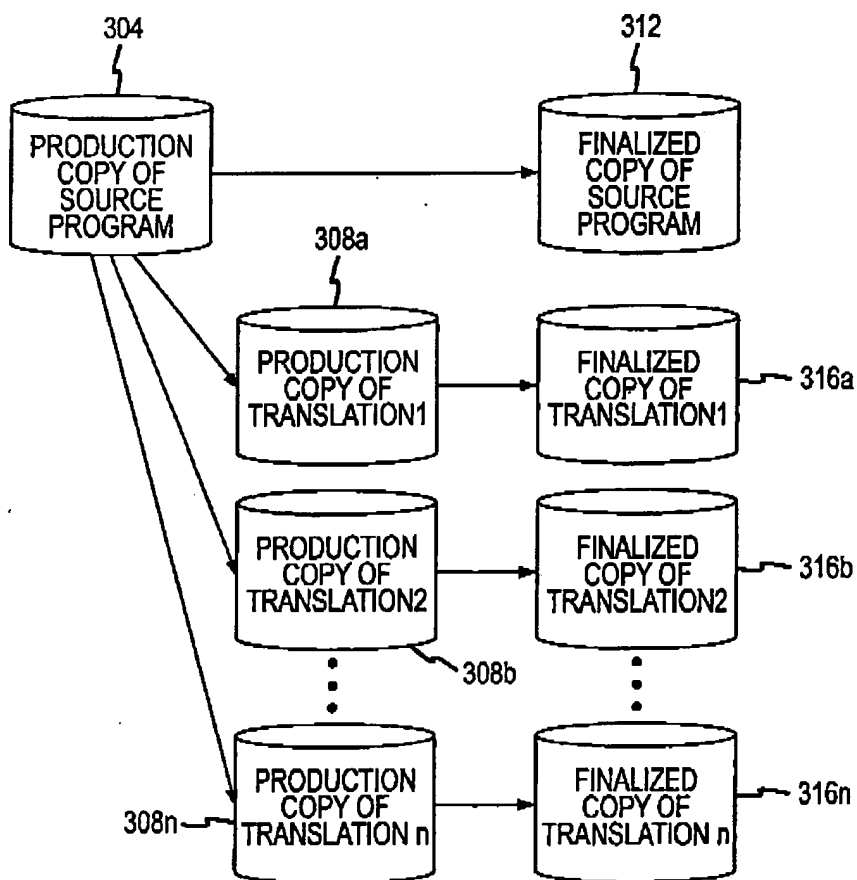 304
312
PRODUCTION
COPY OF
SOURCE
PROGRAM
FINALIZED
COPY OF
SOURCE
PROGRAM
308a
PRODUCTION
COPY OF
TRANSLATION1
FINALIZED
COPY OF
TRANSLATION1
316a
PRODUCTION
COPY OF
TRANSLATION2
FINALIZED
COPY OF
TRANSLATION2
316b
308b
PRODUCTION
COPY OF
TRANSLATION n
308n
FINALIZED
COPY OF
TRANSLATION n
316n